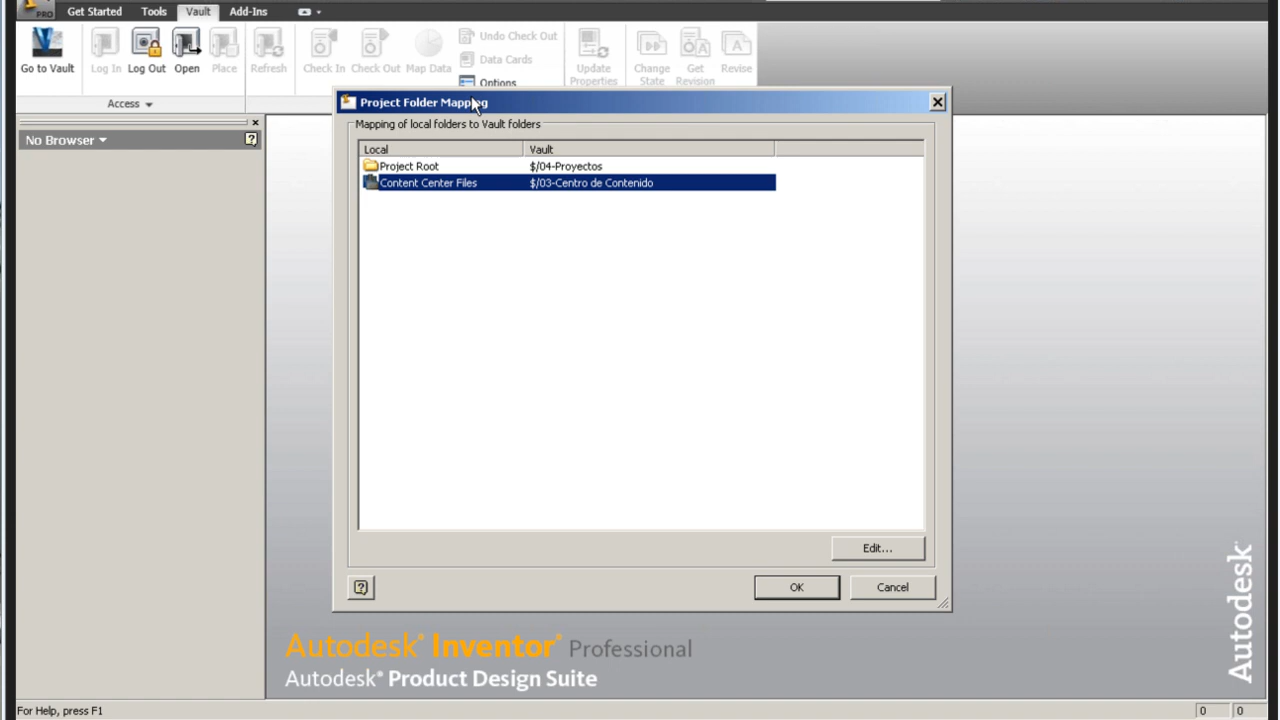 PRO
Get Started Tools Vault Add-Ins
Go to Vault Log In Log Out Open Place Refresh Check In Check Out Map Data
Undo Check Out
Data Cards
Options
Update Properties
Change State
Get Revision
Revise
Access
No Browser
Project Folder Mapping
Mapping of local folders to Vault folders
Local Vault
Project Root $/04-Proyectos
Content Center Files $/03-Centro de Contenido
Edit...
OK Cancel
Autodesk® Inventor® Professional
Autodesk® Product Design Suite
Autodesk®
For Help, press F1 0 0